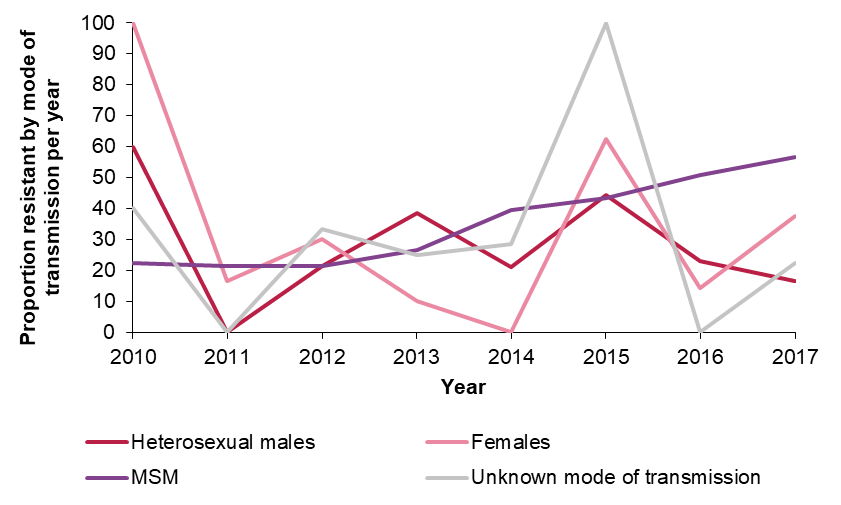 Proportion resistant by mode of
transmission per year
100
90
80
70
60
50
40
30
20
10
0
2010 2011 2012 2013 2014 2015 2016 2017
Year
Heterosexual males Females
MSM Unknown mode of transmission